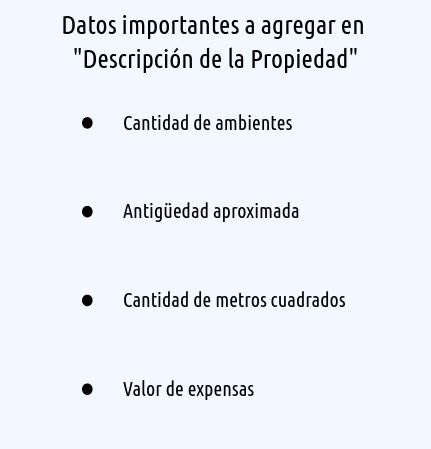 Datos importantes a agregar en
"Descripción de la Propiedad"
● Cantidad de ambientes
● Antigüedad aproximada
● Cantidad de metros cuadrados
● Valor de expensas